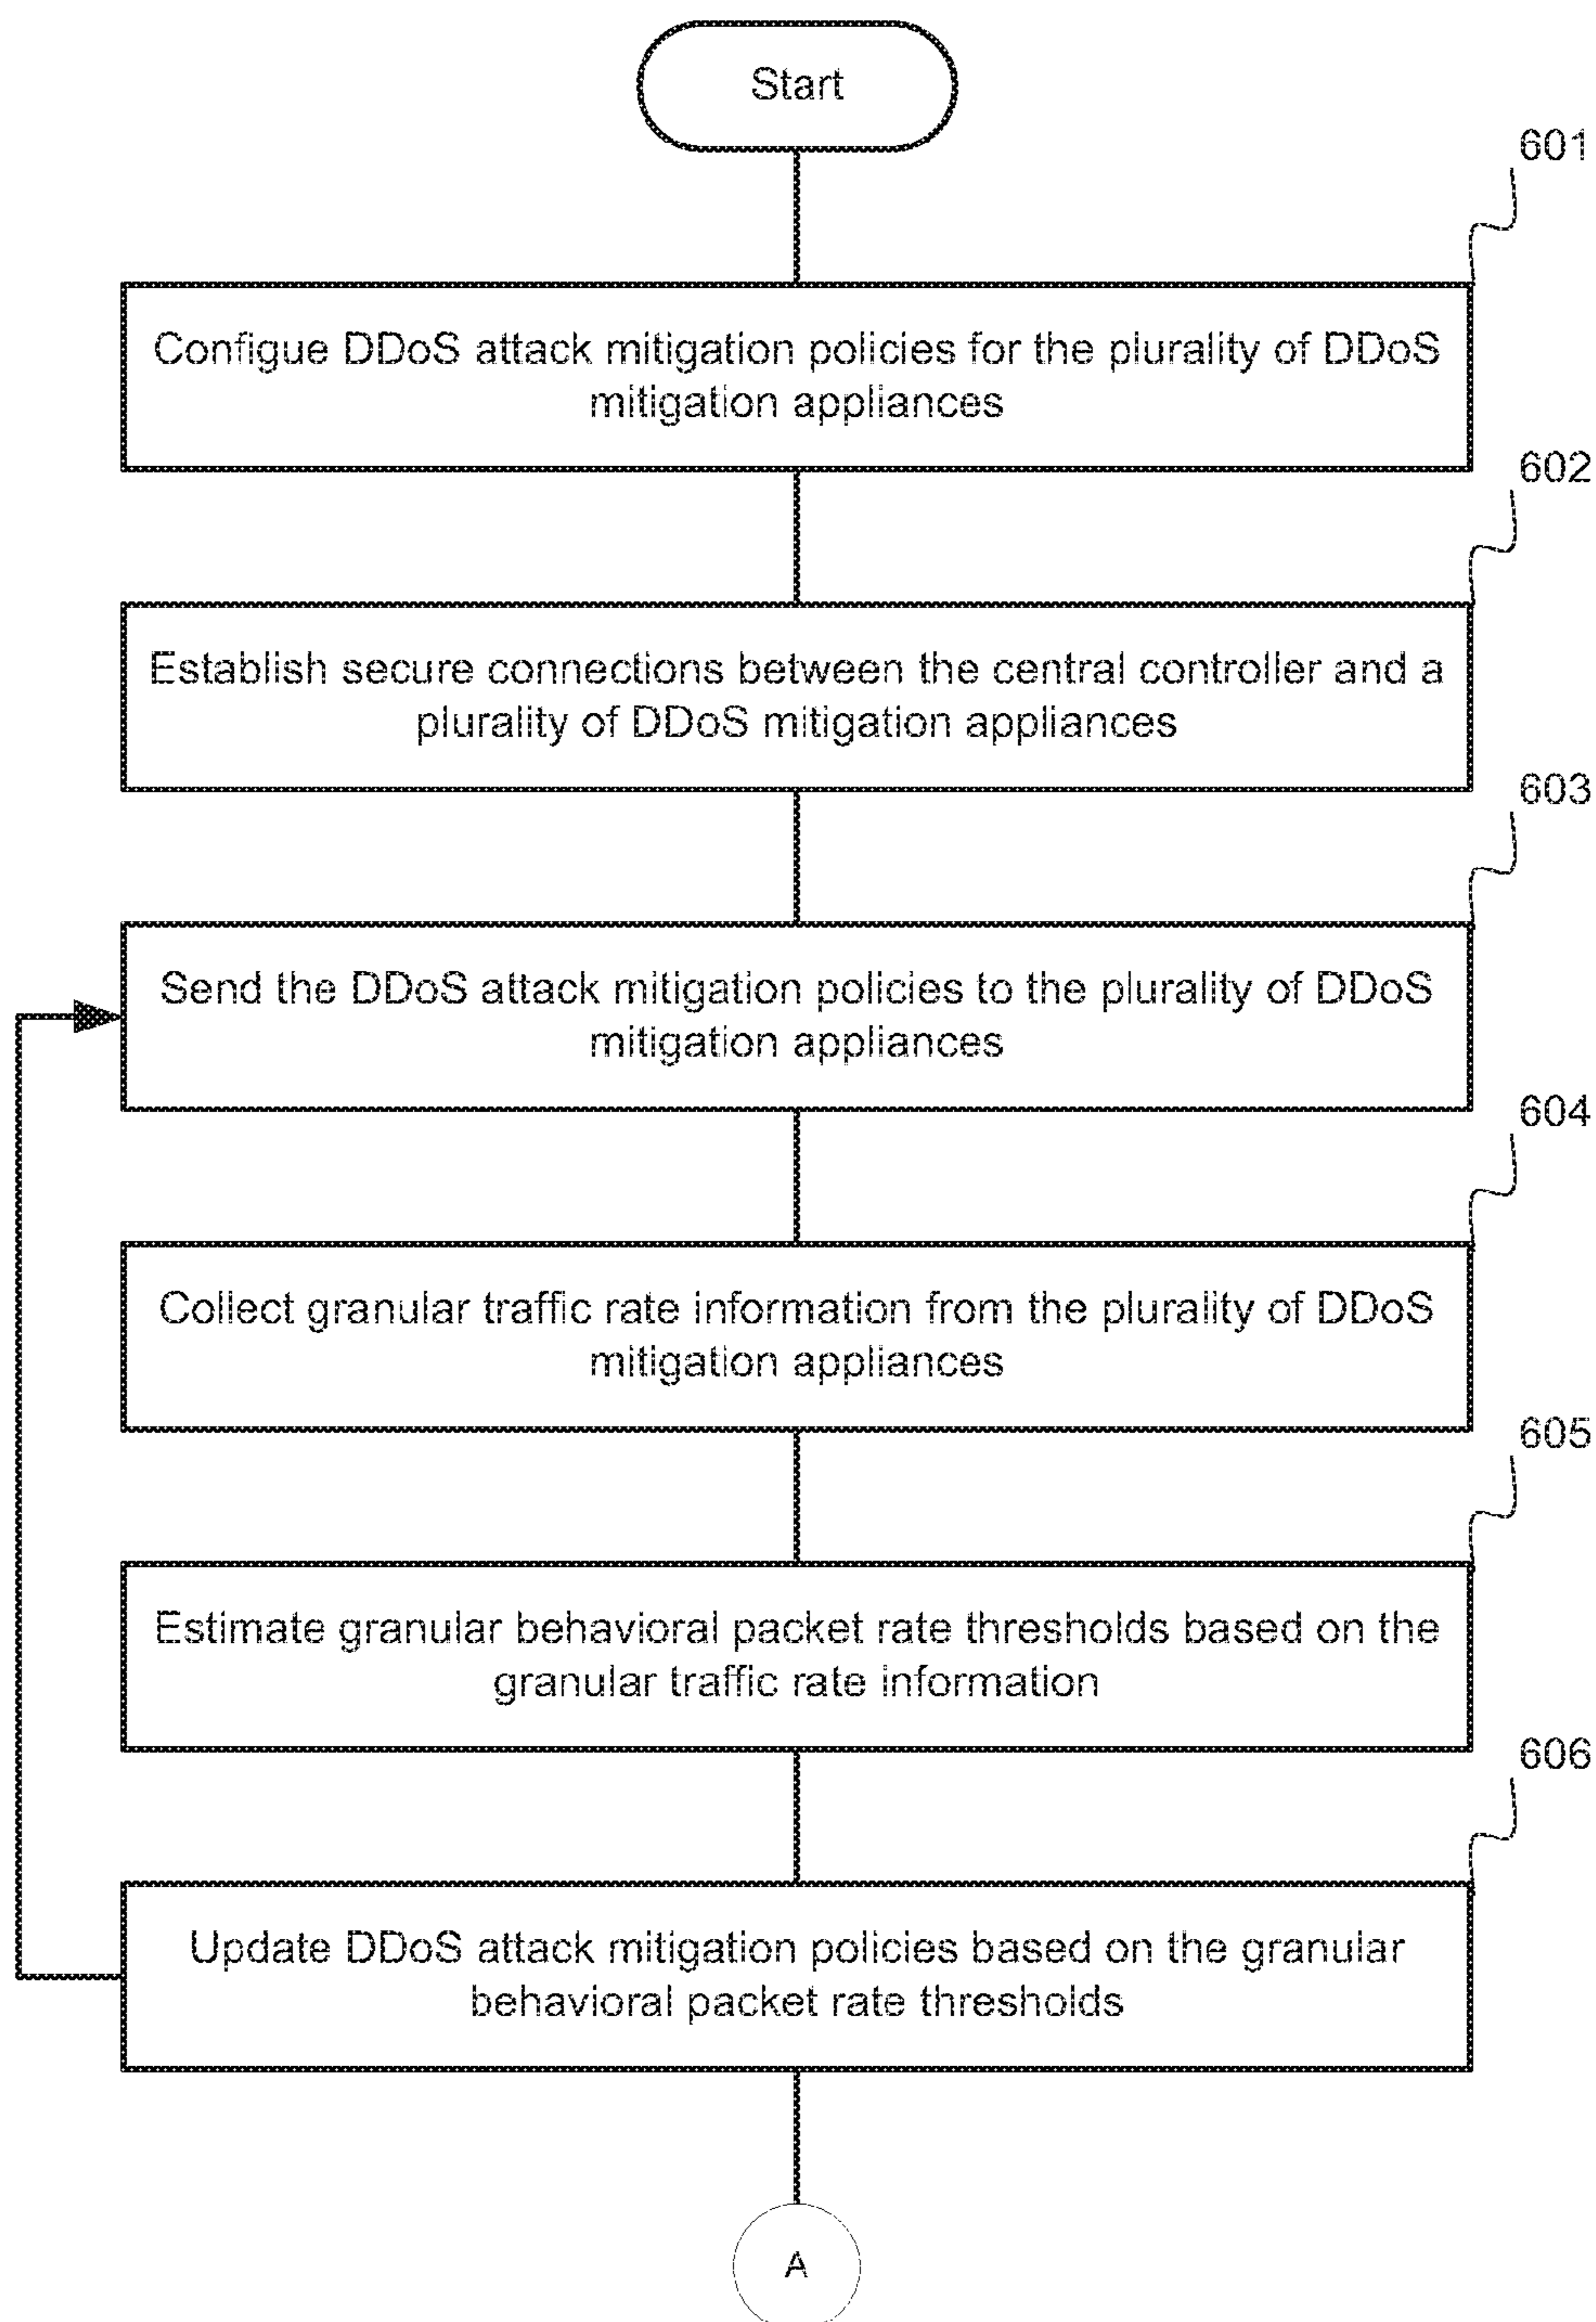 Start
601
Configue DDoS attack mitigation policies for the plurality of DDoS
mitigation appliances
602
Establish secure connections between the central controller and a
plurality of DDoS mitigation appliances
603
Send the DDoS attack mitigation policies to the plurality of DDoS
mitigation appliances
604
Collect granular traffic rate information from the plurality of DDoS
mitigation appliances
605
Estimate granular behavioral packet rate thresholds based on the
granular traffic rate information
606
Update DDoS attack mitigation policies based on the granular
behavioral packet rate thresholds
A